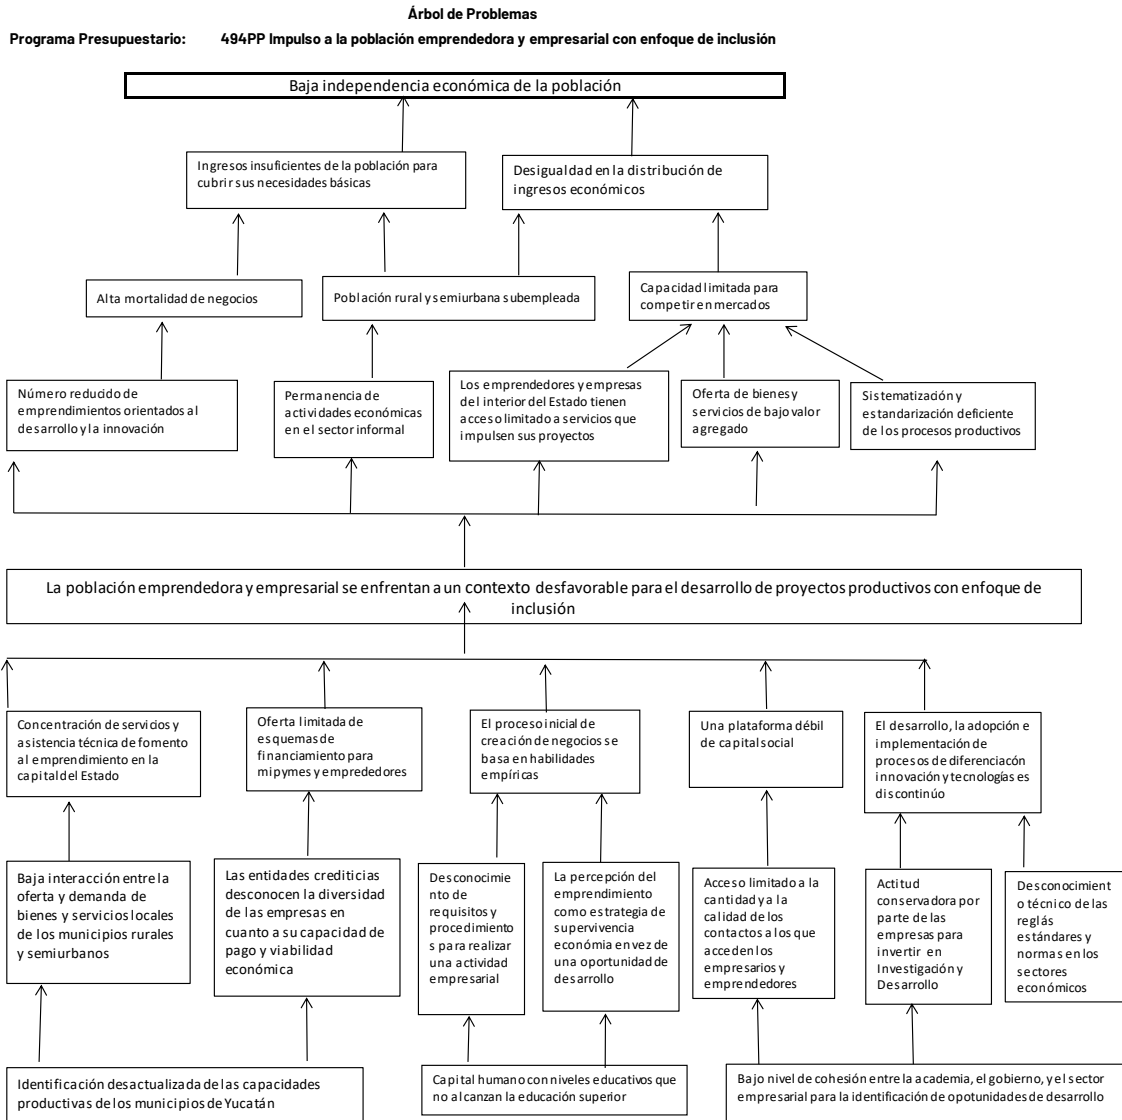 Árbol de Problemas
Programa Presupuestario: 494PP Impulso a la población emprendedora y empresarial con enfoque de inclusión
Baja independencia económica de la población
Ingresos insuficientes de la población para
cubrir sus necesidades básicas
Desigualdad en la distribución de
ingresos económicos
Alta mortalidad de negocios
Población rural y semiurbana subempleada
Capacidad limitada para
competir en mercados
Número reducido de
emprendimientos orientados al
desarrollo y la innovación
Permanencia de
actividades económicas
en el sector informal
Los emprendedores y empresas
del interior del Estado tienen
acceso limitado a servicios que
impulsen sus proyectos
Oferta de bienes y
servicios de bajo valor
agregado
Sistematización y
estandarización deficiente
de los procesos productivos
La población emprendedora y empresarial se enfrentan a un contexto desfavorable para el desarrollo de proyectos productivos con enfoque de
inclusión
Concentración de servicios y
asistencia técnica de fomento
al emprendimiento en la
capital del Estado
Oferta limitada de
esquemas de
financiamiento para
mipymes y emprededores
El proceso inicial de
creación de negocios se
basa en habilidades
empíricas
Una plataforma débil
de capital social
El desarrollo, la adopción e
implementación de
procesos de diferenciacón
innovación y tecnologías es
discontinúo
Baja interacción entre la
oferta y demanda de
bienes y servicios locales
de los municipios rurales
y semiurbanos
Las entidades crediticias
desconocen la diversidad
de las empresas en
cuanto a su capacidad de
pago y viabilidad
económica
Desconocimie
nto de
requisitos y
procedimiento
s para realizar
una actividad
empresarial
La percepción del
emprendimiento
como estrategia de
supervivencia
económia en vez de
una oportunidad de
desarrollo
Acceso limitado a la
cantidad y a la
calidad de los
contactos a los que
acceden los
empresarios y
emprendedores
Actitud
conservadora por
parte de las
empresas para
invertir en
Investigación y
Desarrollo
Desconocimient
o técnico de las
reglás
estándares y
normas en los
sectores
económicos
Identificación desactualizada de las capacidades
productivas de los municipios de Yucatán
Capital humano con niveles educativos que
no alcanzan la educación superior
Bajo nivel de cohesión entre la academia, el gobierno, y el sector
empresarial para la identificación de opotunidades de desarrollo